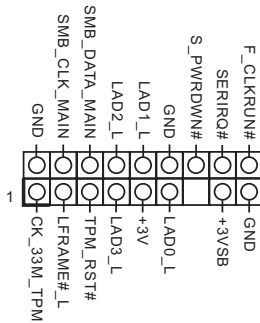 GND
SMB_CLK_MAIN
SMB_DATA_MAIN
LAD2_L
LAD1_L
GND
S_PWRDWN#
SERIRQ#
F_CLKRUN#
1
CK_33M_TPM
LFRAME#_L
TPM_RST#
LAD3_L
+3V
LAD0_L
+3VSB
GND